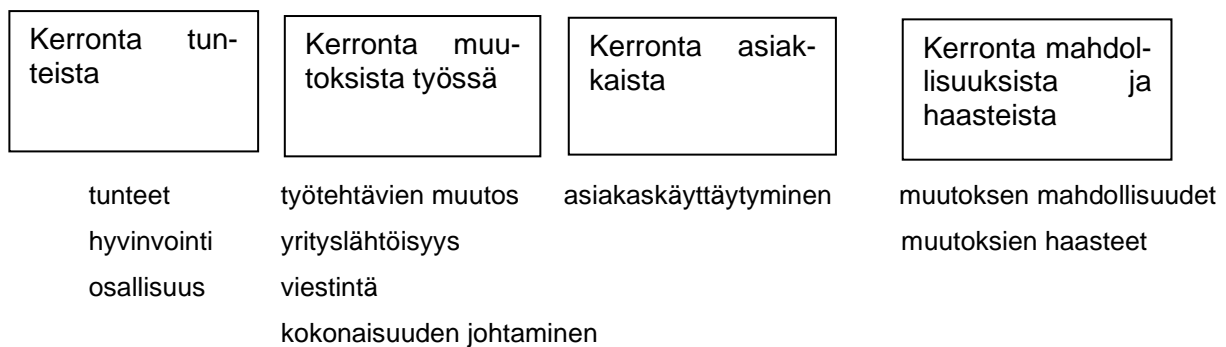 Kerronta tun-
teista
Kerronta muu-
toksista työssä
Kerronta asiak-
kaista
Kerronta mahdol-
lisuuksista ja
haasteista
tunteet
hyvinvointi
osallisuus
työtehtävien muutos
yrityslähtöisyys
viestintä
kokonaisuuden johtaminen
asiakaskäyttäytyminen
muutoksen mahdollisuudet
muutoksien haasteet